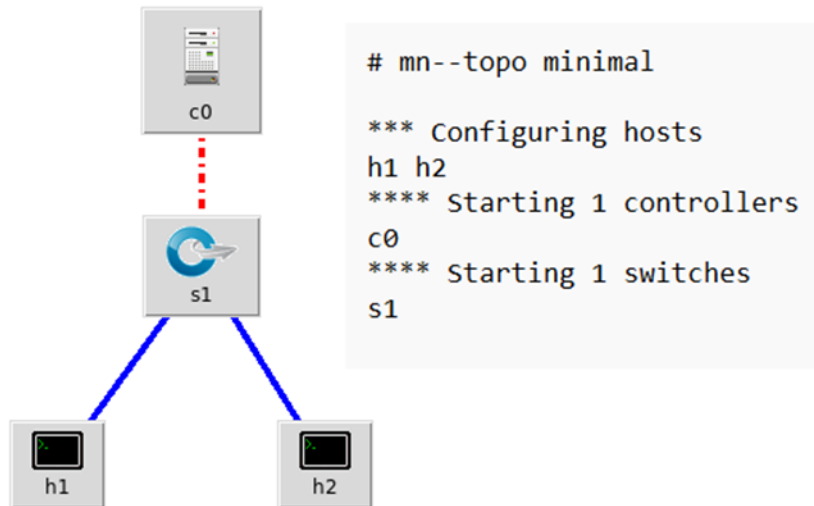 c0
s1
h1
h2
# mn--topo minimal
*** Configuring hosts
h1 h2
**** Starting 1 controllers
c0
**** Starting 1 switches
s1